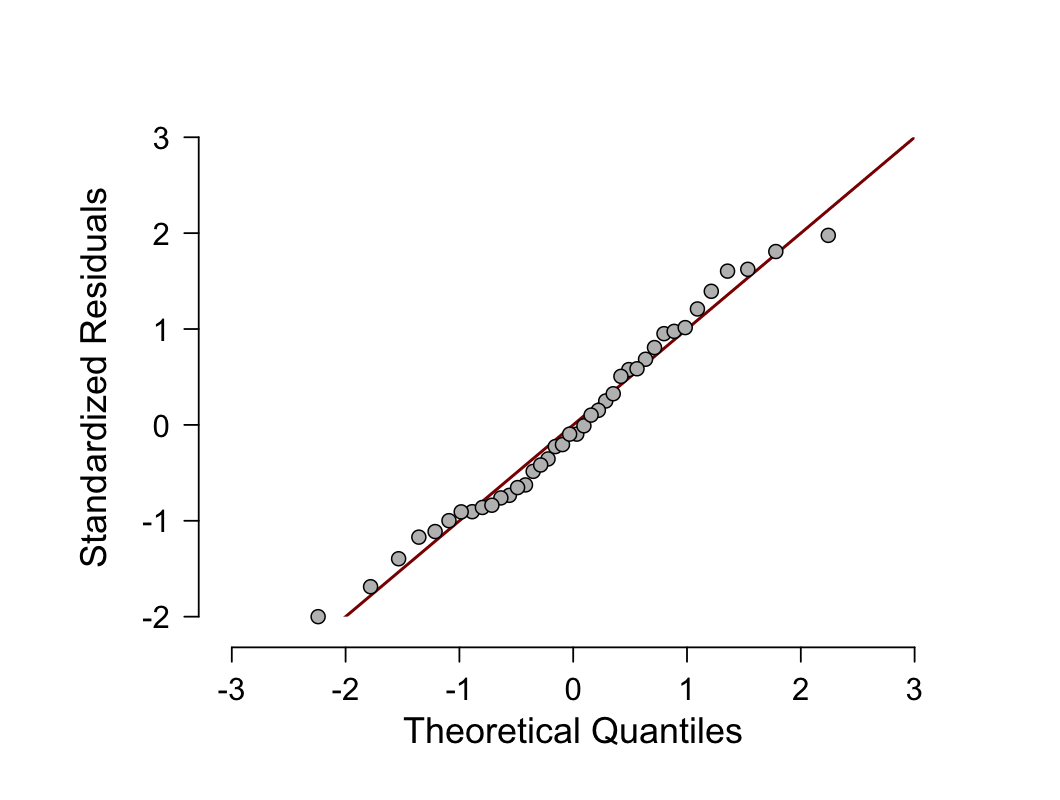 Standardized Residuals
3
2
1
0
-1
-2
-3 -2 -1 0 1 2 3
Theoretical Quantiles